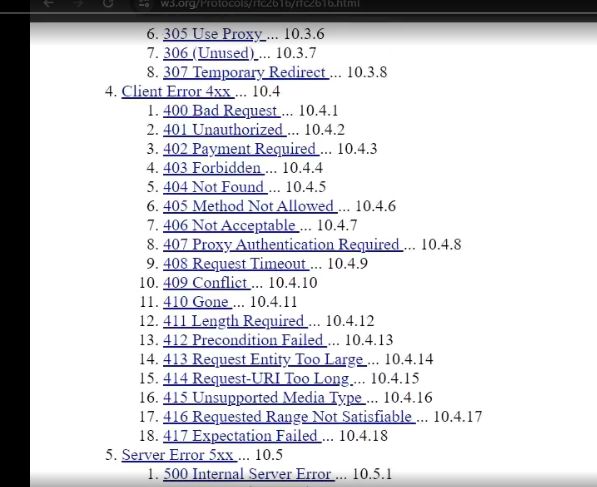 w3.org/Protocols/rfc2616/rfc2616.html
6. 305 Use Proxy ... 10.3.6
7. 306 (Unused) ... 10.3.7
8. 307 Temporary Redirect ... 10.3.8
4. Client Error 4xx ... 10.4
1. 400 Bad Request ... 10.4.1
2. 401 Unauthorized ... 10.4.2
3. 402 Payment Required ... 10.4.3
4. 403 Forbidden ... 10.4.4
5. 404 Not Found ... 10.4.5
6. 405 Method Not Allowed ... 10.4.6
7. 406 Not Acceptable ... 10.4.7
8. 407 Proxy Authentication Required ... 10.4.8
9. 408 Request Timeout ... 10.4.9
10. 409 Conflict ... 10.4.10
11. 410 Gone ... 10.4.11
12. 411 Length Required ... 10.4.12
13. 412 Precondition Failed ... 10.4.13
14. 413 Request Entity Too Large ... 10.4.14
15. 414 Request-URI Too Long ... 10.4.15
16. 415 Unsupported Media Type ... 10.4.16
17. 416 Requested Range Not Satisfiable ... 10.4.17
18. 417 Expectation Failed ... 10.4.18
5. Server Error 5xx ... 10.5
1. 500 Internal Server Error ... 10.5.1